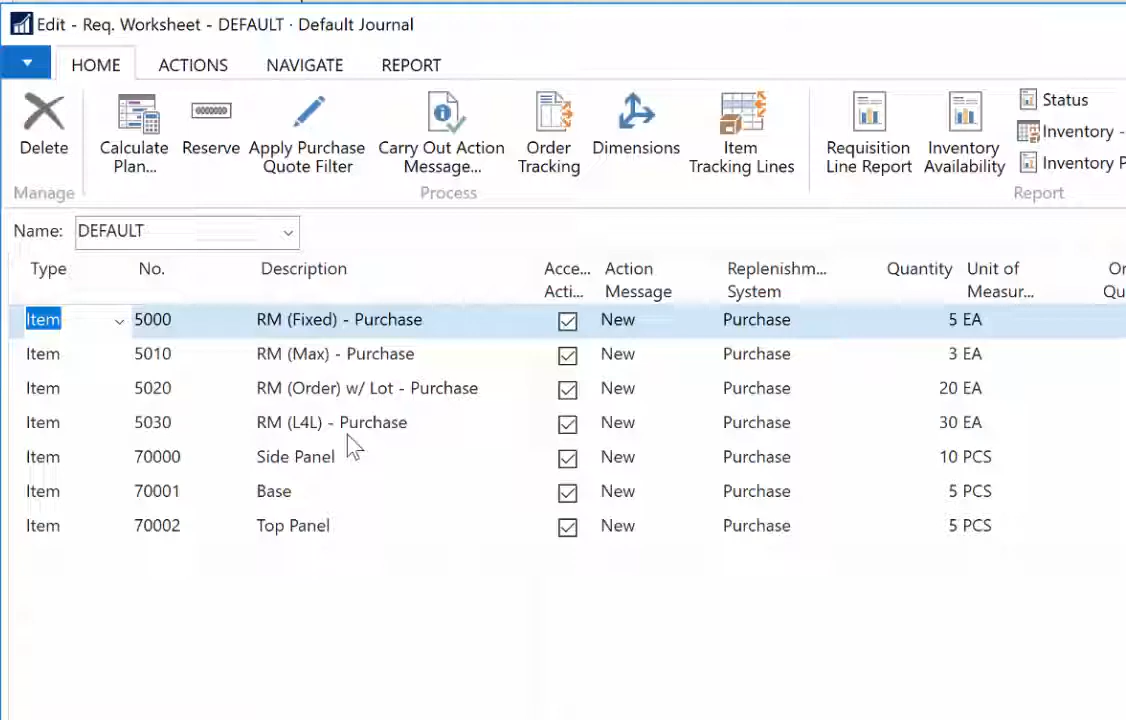 Edit - Req. Worksheet - DEFAULT · Default Journal
HOME ACTIONS NAVIGATE REPORT
Delete
Calculate Plan...
Reserve
Apply Purchase Quote Filter
Carry Out Action Message...
Order Tracking
Dimensions
Item Tracking Lines
Requisition Line Report
Inventory Availability
Status
Inventory -
Inventory P
Manage Process Report
Name: DEFAULT
Type No. Description Acce... Acti... Action Message Replenishm... System Quantity Unit of Measur... Or Qu
Item 5000 RM (Fixed) - Purchase New Purchase 5 EA
Item 5010 RM (Max) - Purchase New Purchase 3 EA
Item 5020 RM (Order) w/ Lot - Purchase New Purchase 20 EA
Item 5030 RM (L4L) - Purchase New Purchase 30 EA
Item 70000 Side Panel New Purchase 10 PCS
Item 70001 Base New Purchase 5 PCS
Item 70002 Top Panel New Purchase 5 PCS